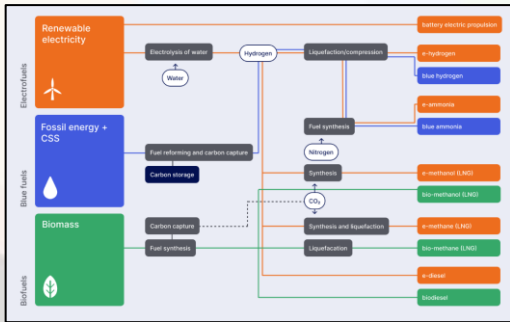 Electrofuels
Renewable
electricity
Electrolysis of water
Water
Hydrogen
Liquefaction/compression
battery electric propulsion
e-hydrogen
blue hydrogen
e-ammonia
Fuel synthesis
blue ammonia
Nitrogen
Blue fuels
Fossil energy +
CSS
Fuel reforming and carbon capture
Carbon storage
Synthesis
e-methanol (LNG)
bio-methanol (LNG)
CO₂
Biofuels
Biomass
Carbon capture
Fuel synthesis
Synthesis and liquefaction
Liquefacation
e-methane (LNG)
bio-methane (LNG)
e-diesel
biodiesel